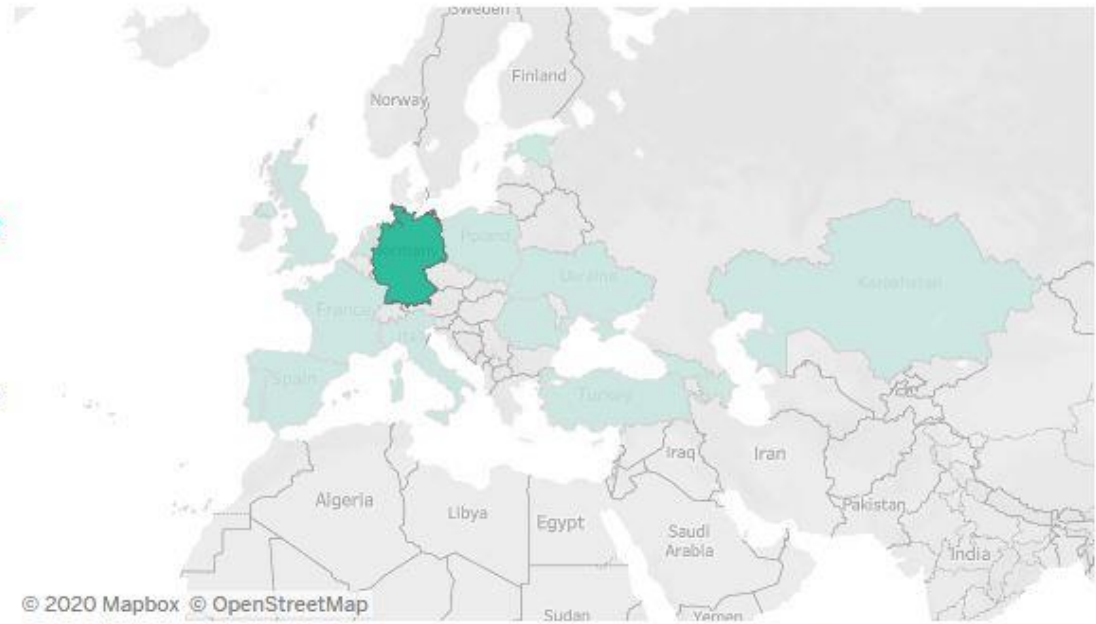 Sweden
Finland
Norway
Germany
Poland
Ukraine
Kazakhstan
France
Italy
Spain
Turkey
Iraq
Iran
Algeria
Libya
Egypt
Pakistan
Saudi
Arabia
India
© 2020 Mapbox © OpenStreetMap
Sudan
Yemen